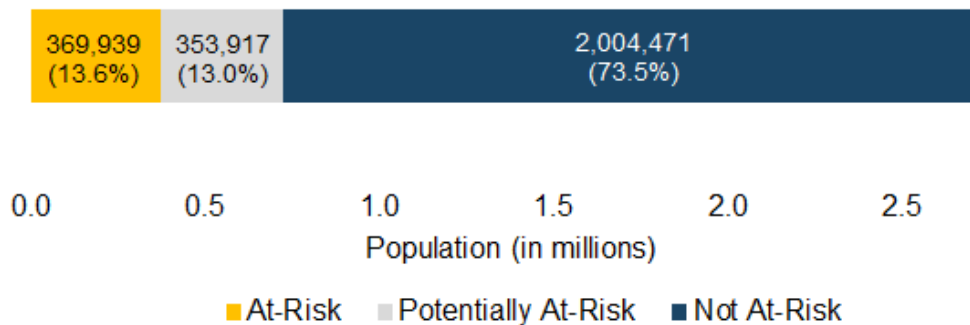 369,939
(13.6%)
353,917
(13.0%)
2,004,471
(73.5%)
0.0 0.5 1.0 1.5 2.0 2.5
Population (in millions)
At-Risk Potentially At-Risk Not At-Risk